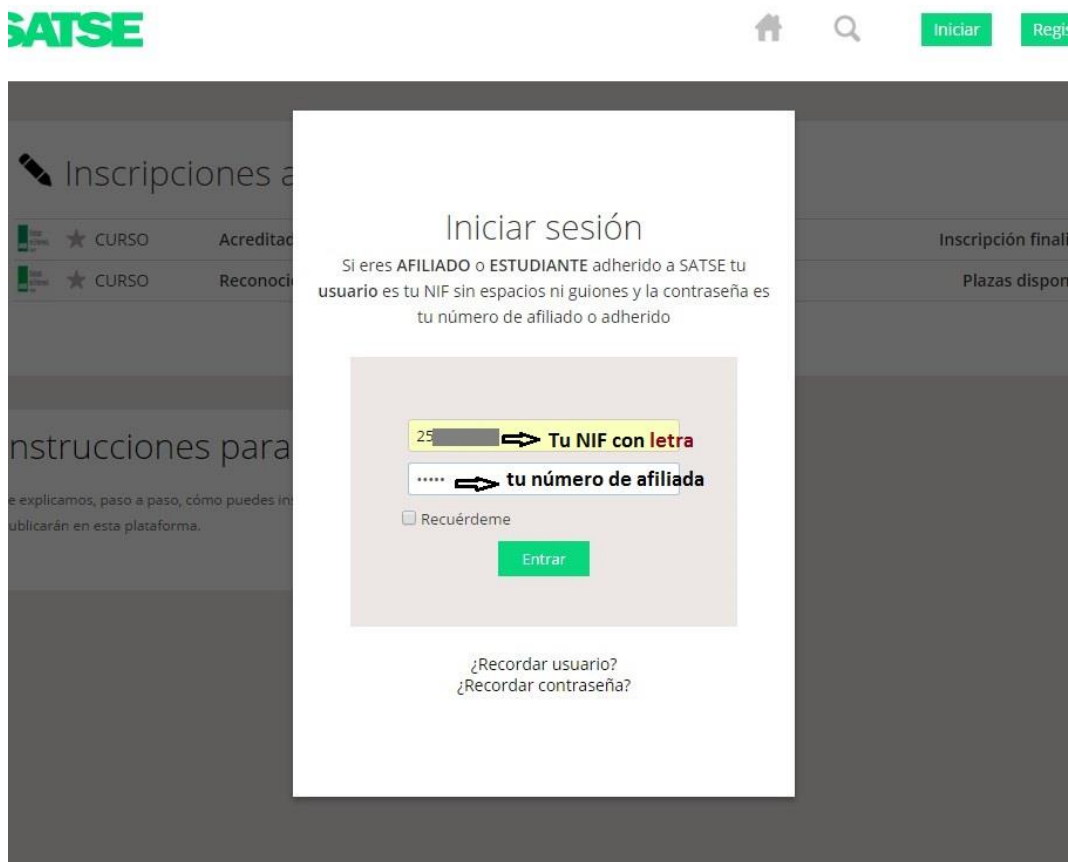 SATSE
Iniciar
Regis
Inscripciones a
CURSO Acreditad Inscripción finali
CURSO Reconoci Plazas dispon
Iniciar sesión
Si eres AFILIADO o ESTUDIANTE adherido a SATSE tu
usuario es tu NIF sin espacios ni guiones y la contraseña es
tu número de afiliado o adherido
25 Tu NIF con letra
..... tu número de afiliada
Recuérdeme
Entrar
¿Recordar usuario?
¿Recordar contraseña?
nstrucciones para
e explicamos, paso a paso, cómo puedes ins
ublicarán en esta plataforma.